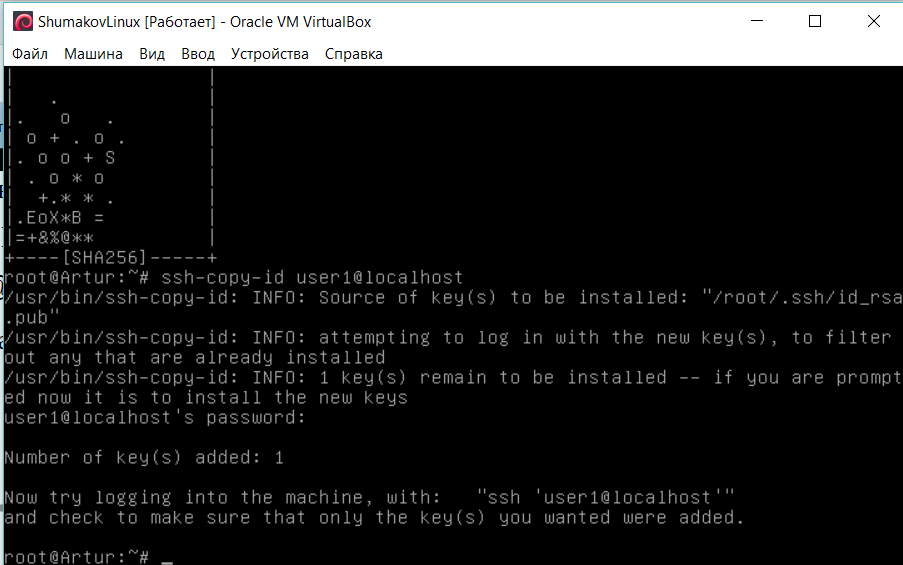 ShumakovLinux [Работает] - Oracle VM VirtualBox
Файл Машина Вид Ввод Устройства Справка
|                 |
|   .             |
|.   o   .        |
| o + . o .       |
|. o o + S        |
| . o * o         |
|  +.* * .        |
|.EoX*B =         |
|=+&%@**          |
+----[SHA256]-----+
root@Artur:~# ssh-copy-id user1@localhost
/usr/bin/ssh-copy-id: INFO: Source of key(s) to be installed: "/root/.ssh/id_rsa
.pub"
/usr/bin/ssh-copy-id: INFO: attempting to log in with the new key(s), to filter
out any that are already installed
/usr/bin/ssh-copy-id: INFO: 1 key(s) remain to be installed -- if you are prompt
ed now it is to install the new keys
user1@localhost's password:
Number of key(s) added: 1
Now try logging into the machine, with:   "ssh 'user1@localhost'"
and check to make sure that only the key(s) you wanted were added.
root@Artur:~# _